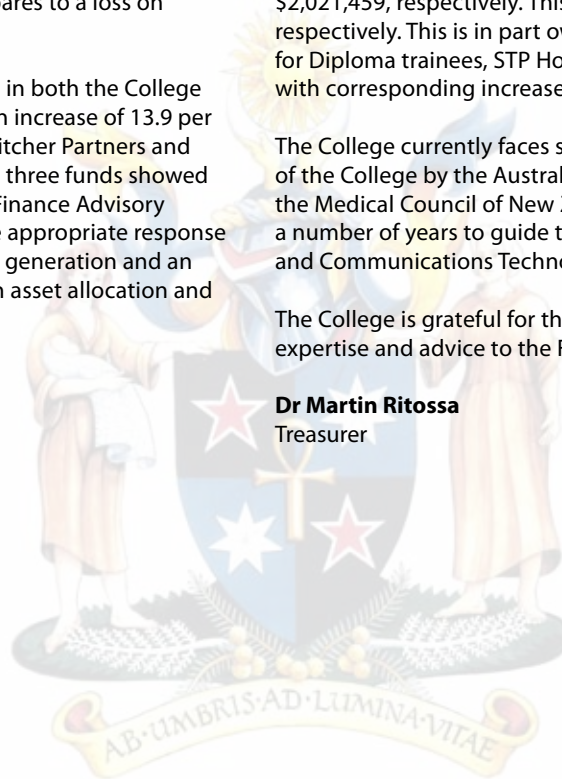 ares to a loss on
in both the College
n increase of 13.9 per
itcher Partners and
three funds showed
Finance Advisory
e appropriate response
generation and an
n asset allocation and
$2,021,459, respectively. This
respectively. This is in part ow
for Diploma trainees, STP Ho
with corresponding increase
The College currently faces s
of the College by the Austral
the Medical Council of New
a number of years to guide t
and Communications Techno
The College is grateful for th
expertise and advice to the F
Dr Martin Ritossa
Treasurer
AB·UMBRIS·AD·LUMINA·VITAE